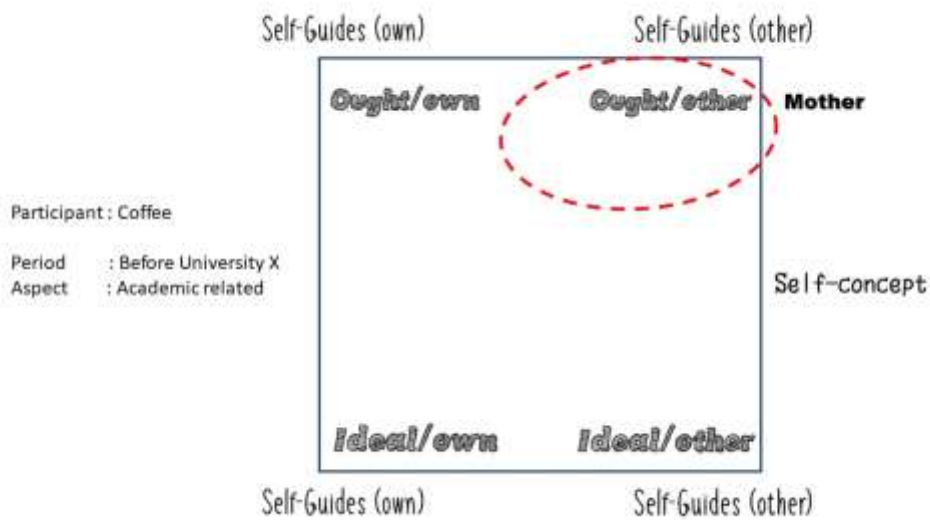 Self-Guides (own) Self-Guides (other)
Ought/own Ought/other Mother
Participant : Coffee
Period : Before University X
Aspect : Academic related
Self-concept
Ideal/own Ideal/other
Self-Guides (own) Self-Guides (other)